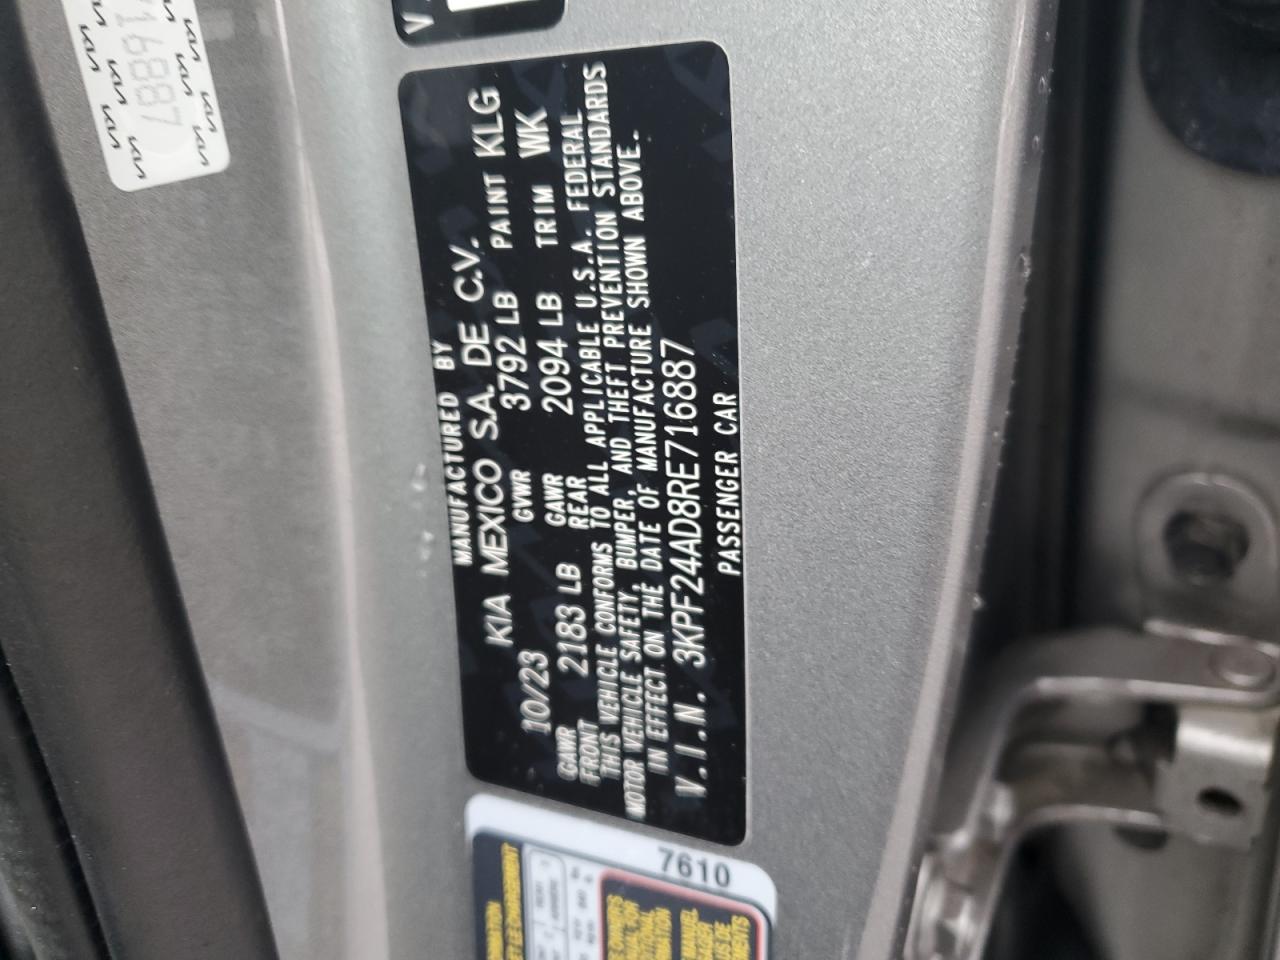 MANUFACTURED BY
KIA MEXICO S.A. DE C.V.
10/23 GVWR 3792 LB PAINT KLG
GAWR FRONT 2183 LB GAWR REAR 2094 LB TRIM WK
THIS VEHICLE CONFORMS TO ALL APPLICABLE U.S.A. FEDERAL
MOTOR VEHICLE SAFETY, BUMPER, AND THEFT PREVENTION STANDARDS
IN EFFECT ON THE DATE OF MANUFACTURE SHOWN ABOVE.
V.I.N. 3KPF24AD8RE716887
PASSENGER CAR
7610
16887